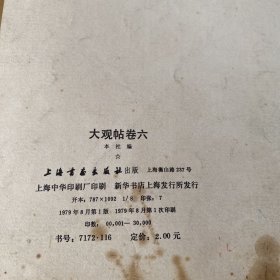 大观帖卷六
本社编
☆
上海书画出版社出版 上海衡山路237号
上海中华印刷厂印刷 新华书店上海发行所发行
开本:787×1092 1/8 印张:7
1979年8月第1版 1979年8月第1次印刷
印数:00,001—30,000
书号:7172·116 定价:2.00元